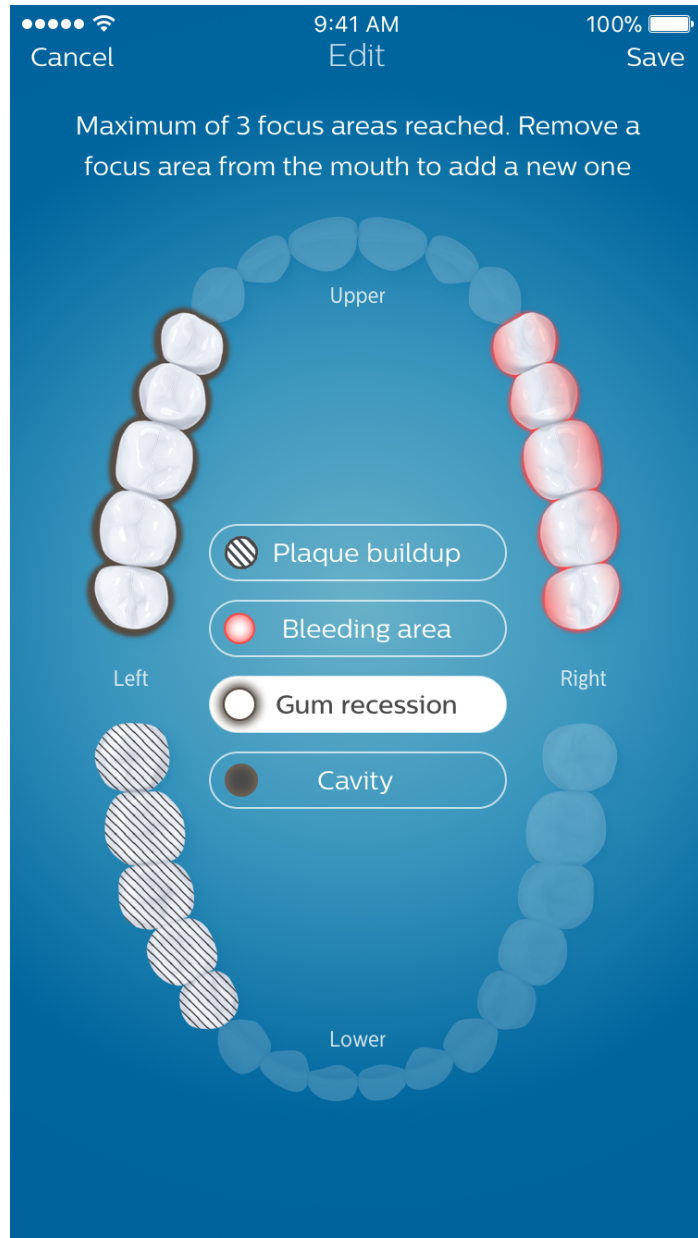 9:41 AM
100%
Cancel
Edit
Save
Maximum of 3 focus areas reached. Remove a
focus area from the mouth to add a new one
Upper
Plaque buildup
Bleeding area
Left
Right
Gum recession
Cavity
Lower